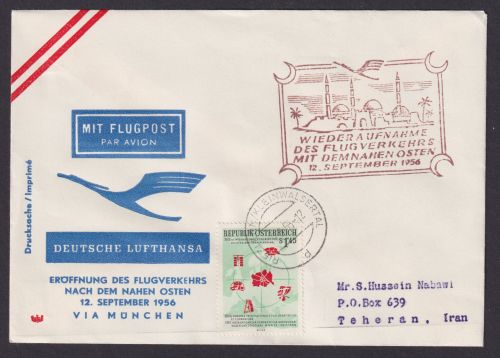 MIT FLUGPOST
PAR AVION
Drucksache / Imprimé
DEUTSCHE LUFTHANSA
ERÖFFNUNG DES FLUGVERKEHRS
NACH DEM NAHEN OSTEN
12. SEPTEMBER 1956
VIA MÜNCHEN
WIEDERAUFNAHME
DES FLUGVERKEHRS
MIT DEM NAHEN OSTEN
12. SEPTEMBER 1956
(KLEINWALSERTAL)
REPUBLIK ÖSTERREICH
S 1.45
Mr.S.Hussein Nabawi
P.O.Box 639
Teheran, Iran